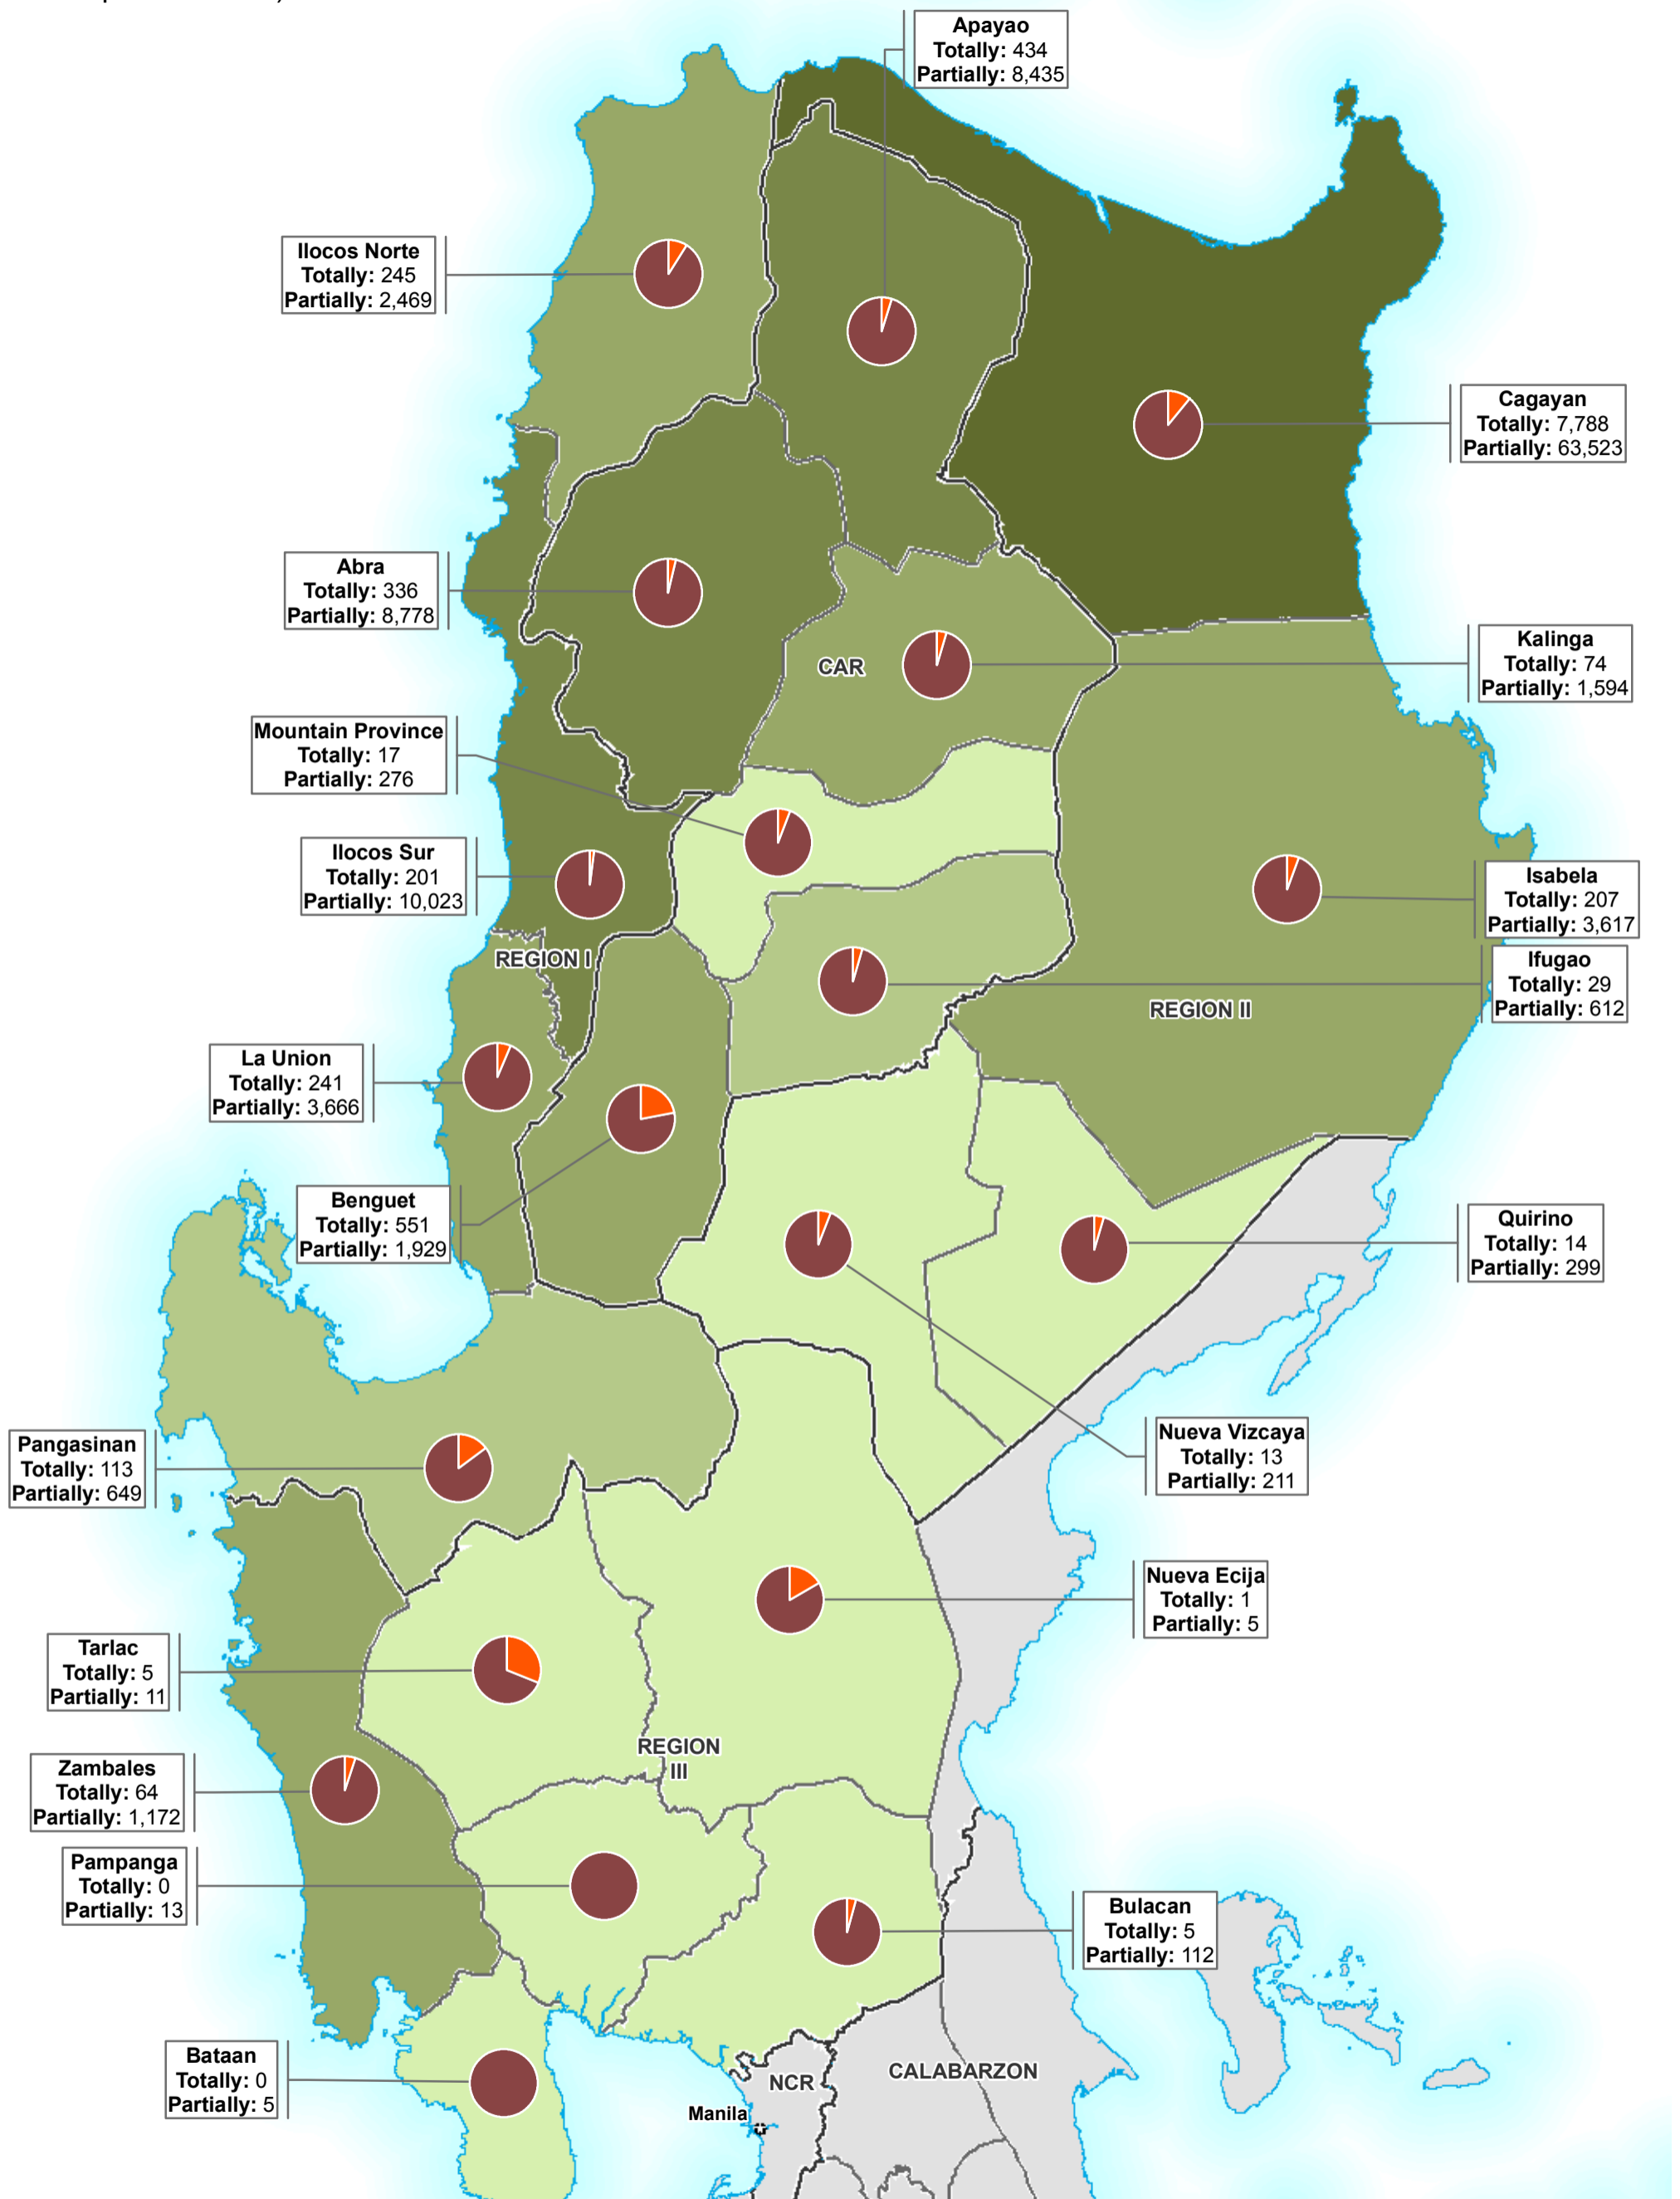 Apayao
Totally: 434
Partially: 8,435
Ilocos Norte
Totally: 245
Partially: 2,469
Cagayan
Totally: 7,788
Partially: 63,523
Abra
Totally: 336
Partially: 8,778
Kalinga
Totally: 74
Partially: 1,594
CAR
Mountain Province
Totally: 17
Partially: 276
Ilocos Sur
Totally: 201
Partially: 10,023
Isabela
Totally: 207
Partially: 3,617
REGION I
Ifugao
Totally: 29
Partially: 612
REGION II
La Union
Totally: 241
Partially: 3,666
Benguet
Totally: 551
Partially: 1,929
Quirino
Totally: 14
Partially: 299
Pangasinan
Totally: 113
Partially: 649
Nueva Vizcaya
Totally: 13
Partially: 211
Nueva Ecija
Totally: 1
Partially: 5
Tarlac
Totally: 5
Partially: 11
REGION
III
Zambales
Totally: 64
Partially: 1,172
Pampanga
Totally: 0
Partially: 13
Bulacan
Totally: 5
Partially: 112
Bataan
Totally: 0
Partially: 5
NCR
CALABARZON
Manila